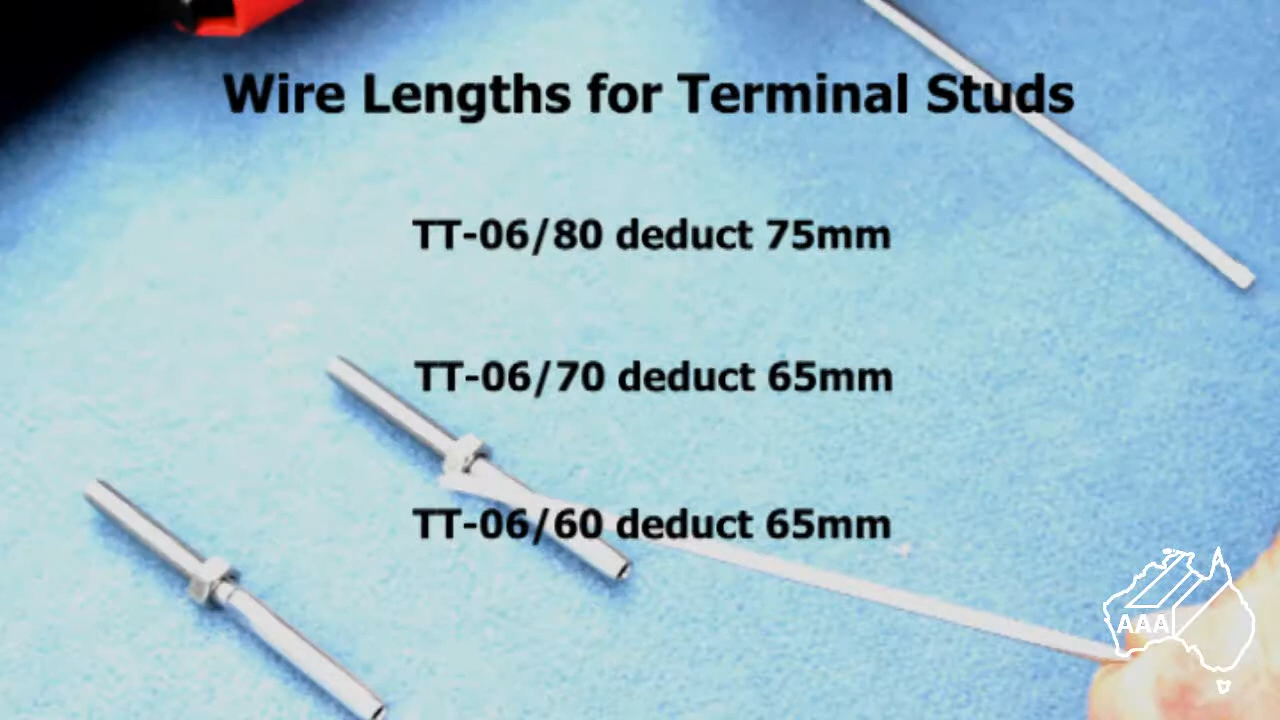 Wire Lengths for Terminal Studs
TT-06/80 deduct 75mm
TT-06/70 deduct 65mm
TT-06/60 deduct 65mm
AAA